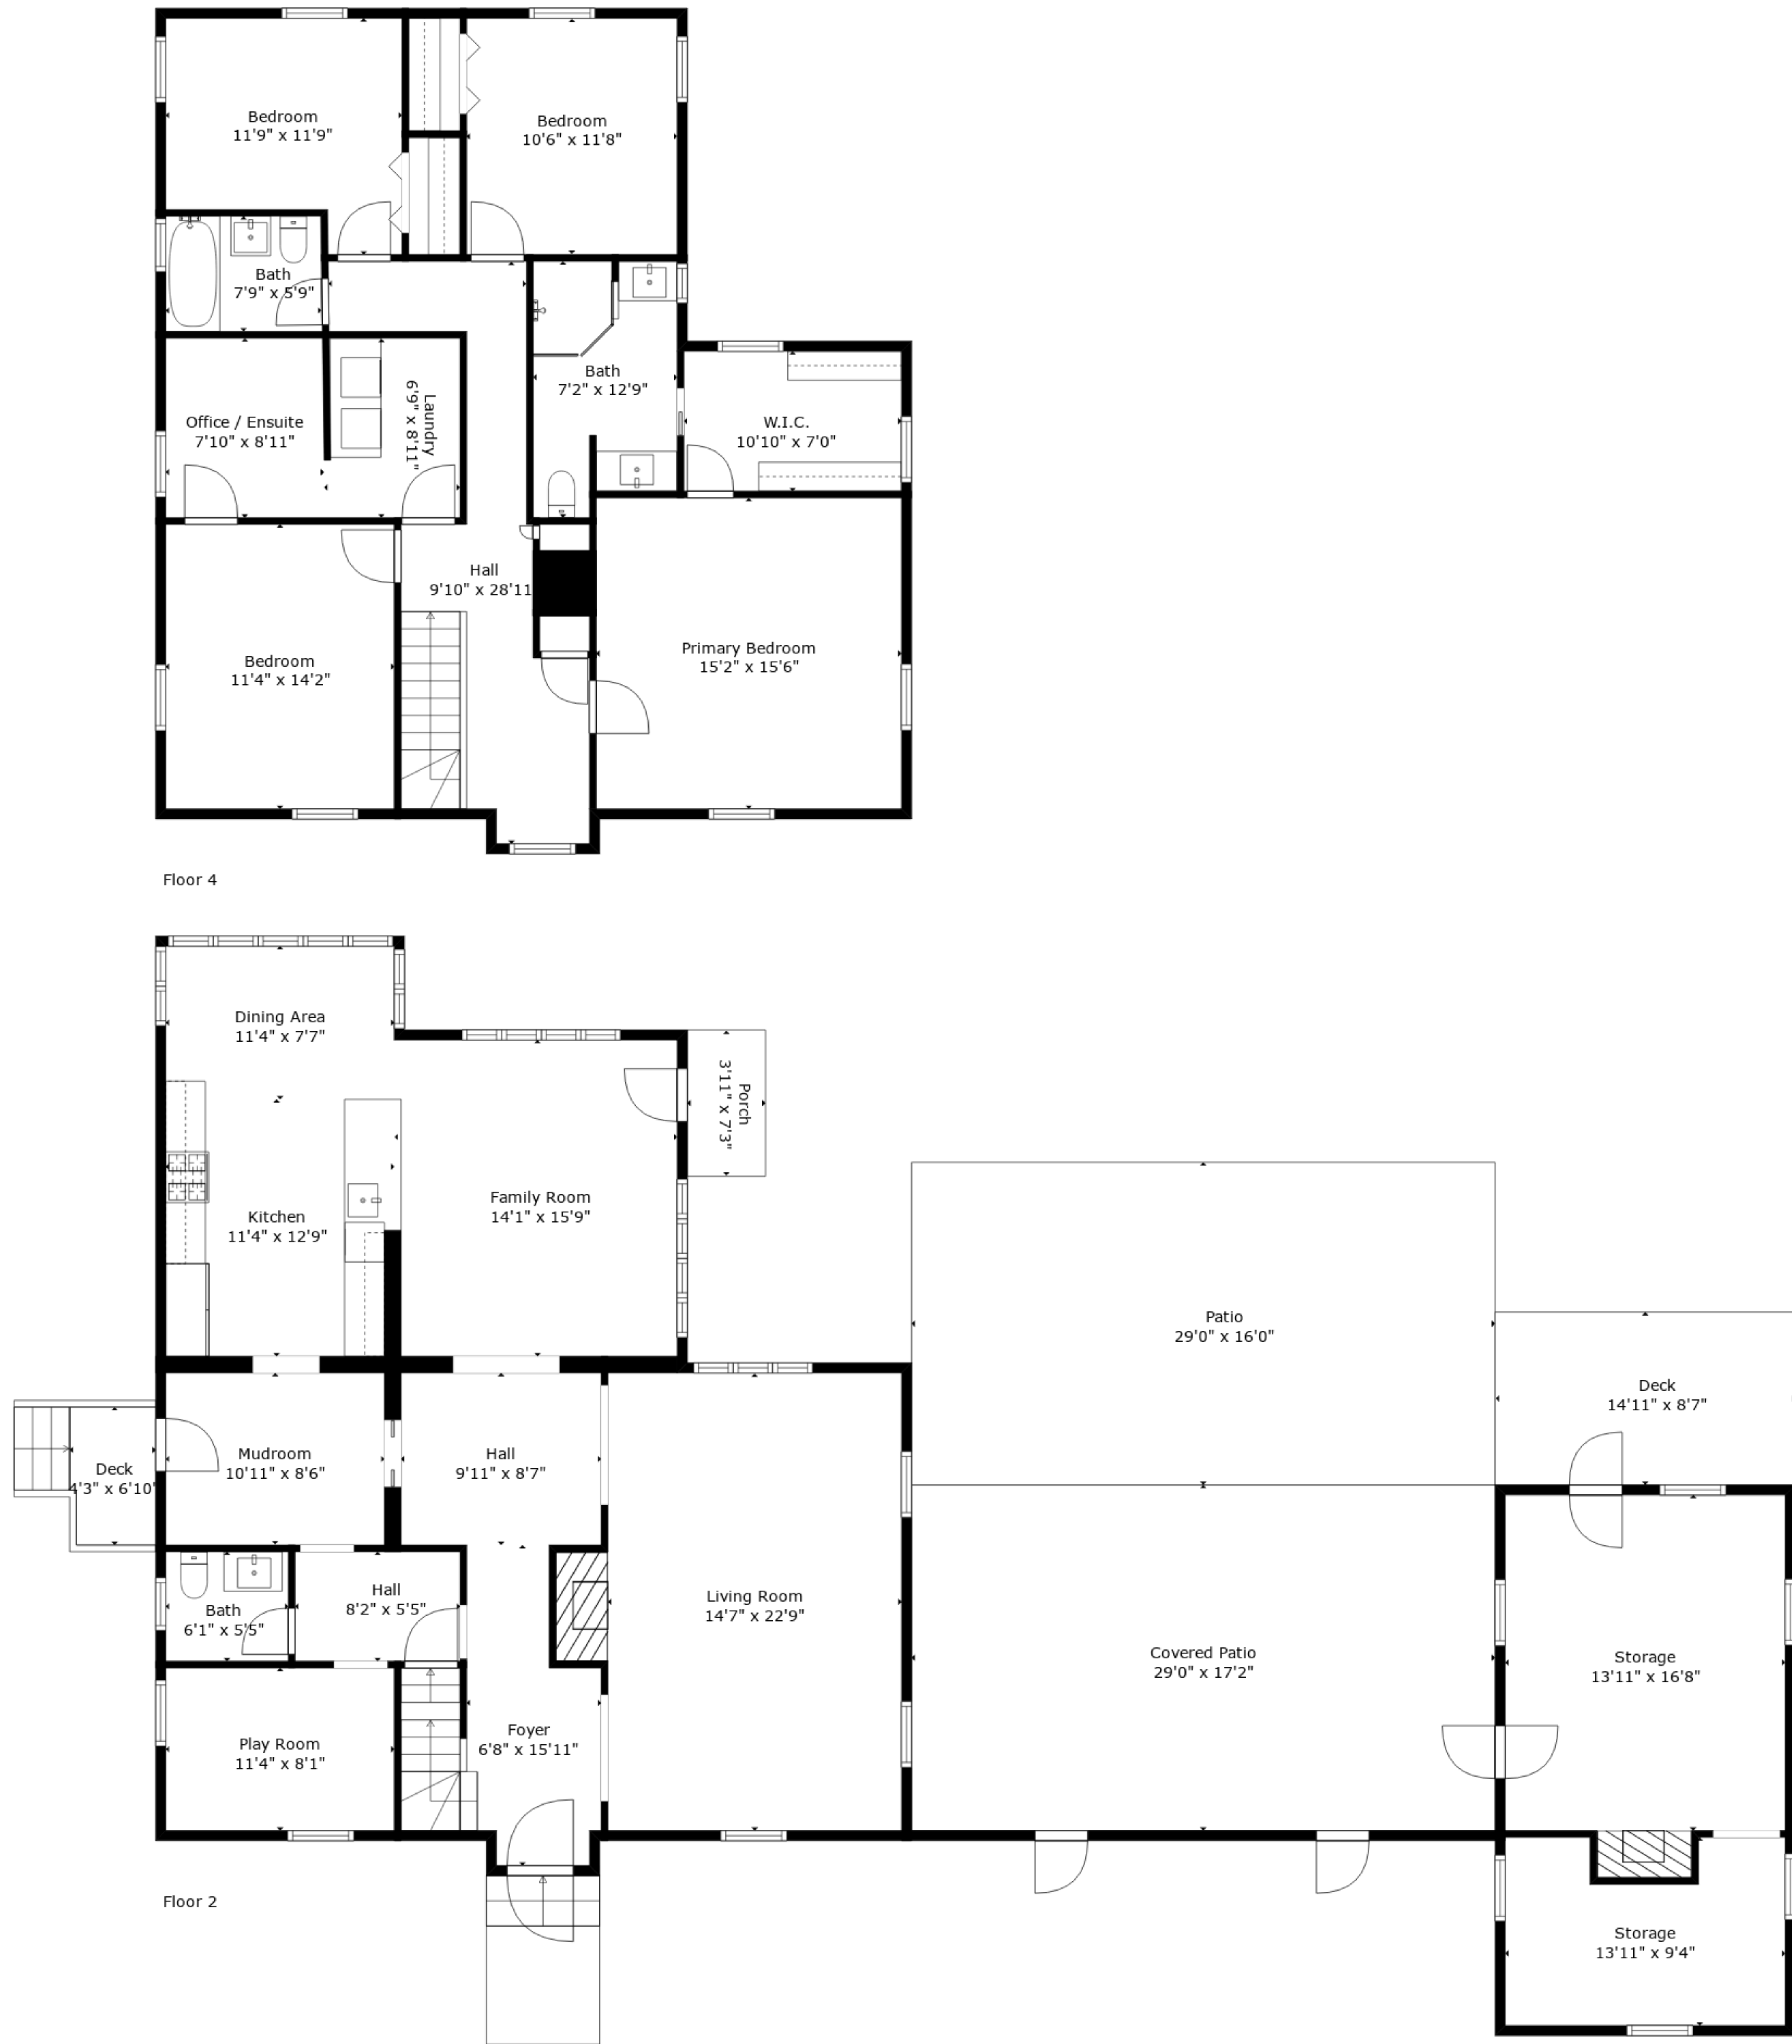 Bedroom
11'9" x 11'9"
Bedroom
10'6" x 11'8"
Bath
7'9" x 5'9"
Bath
7'2" x 12'9"
Office / Ensuite
7'10" x 8'11"
Laundry
6'9" x 8'11"
W.I.C.
10'10" x 7'0"
Hall
9'10" x 28'11
Bedroom
11'4" x 14'2"
Primary Bedroom
15'2" x 15'6"
Floor 4
Dining Area
11'4" x 7'7"
Porch
3'11" x 7'3"
Kitchen
11'4" x 12'9"
Family Room
14'1" x 15'9"
Patio
29'0" x 16'0"
Deck
14'11" x 8'7"
Deck
4'3" x 6'10"
Mudroom
10'11" x 8'6"
Hall
9'11" x 8'7"
Bath
6'1" x 5'5"
Hall
8'2" x 5'5"
Living Room
14'7" x 22'9"
Covered Patio
29'0" x 17'2"
Storage
13'11" x 16'8"
Play Room
11'4" x 8'1"
Foyer
6'8" x 15'11"
Floor 2
Storage
13'11" x 9'4"